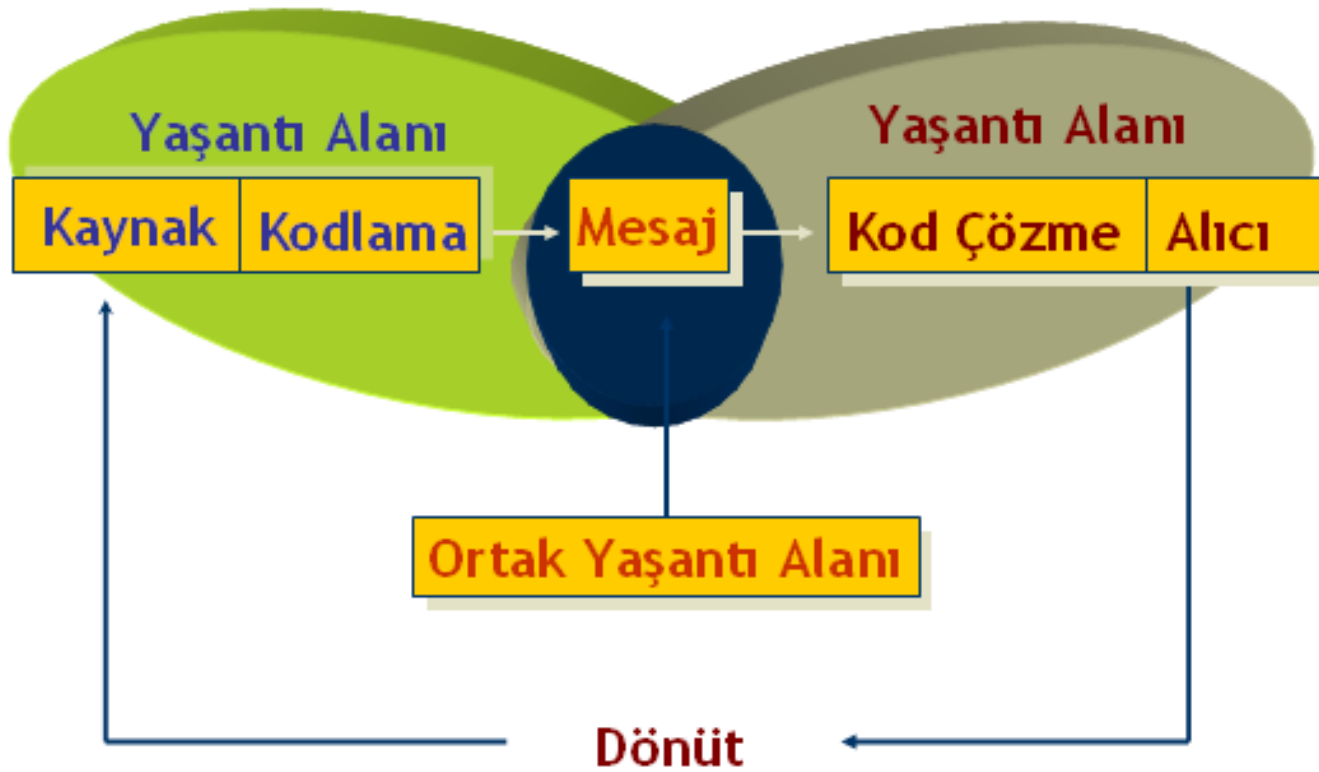 Yaşantı Alanı
Yaşantı Alanı
Kaynak
Kodlama
Mesaj
Kod Çözme
Alıcı
Ortak Yaşantı Alanı
Dönüt